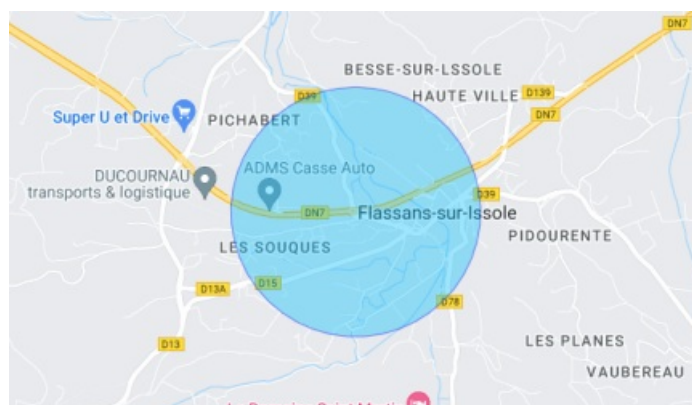 DN7
BESSE-SUR-LSSOLE
D39
HAUTE VILLE
D139
DN7
Super U et Drive
PICHABERT
DUCOURNAU
transports & logistique
ADMS Casse Auto
D39
DN7
Flassans-sur-Issole
PIDOURENTE
LES SOUQUES
D13A
D15
D78
D13
LES PLANES
VAUBEREAU